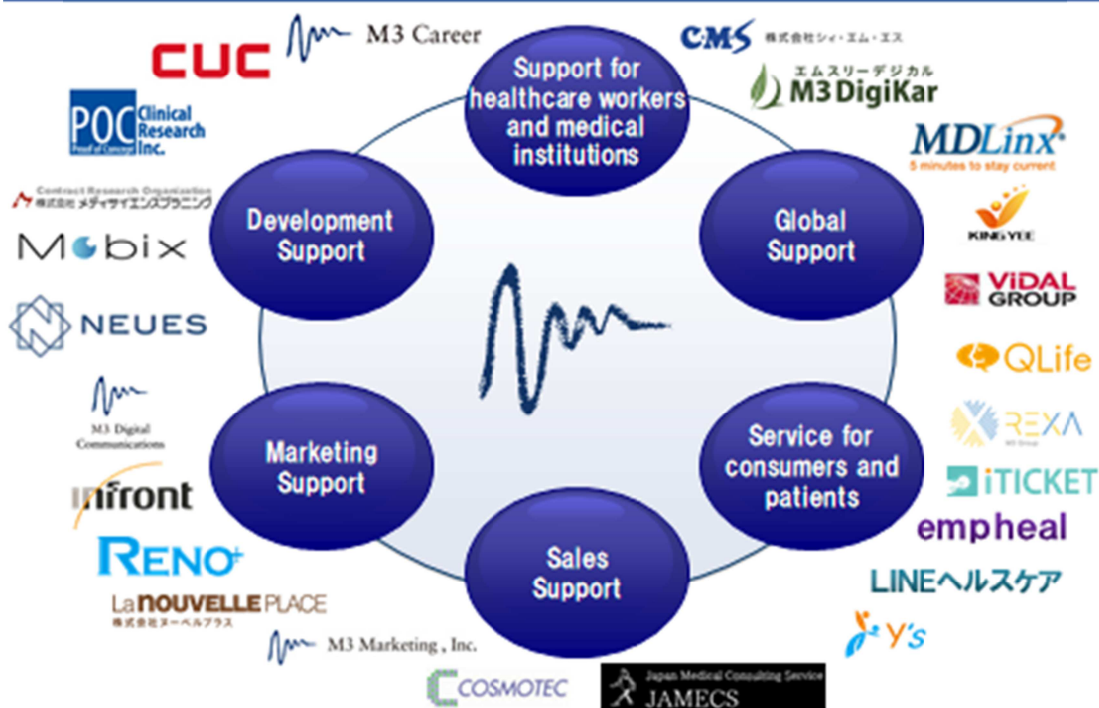 CUC
M3 Career
C·M·S 株式会社シィ・エム・エス
Support for
healthcare workers
and medical
institutions
エムスリーデジカル
M3 DigiKar
POC Clinical
Research
Inc.
Proof of Concept
MDLinx®
5 minutes to stay current
Contract Research Organization
株式会社 メディサイエンスプラニング
Development
Support
Global
Support
KING YEE
Mobix
ViDAL
GROUP
NEUES
QLife
M3 Digital
Communications
REXA
M3 Group
Marketing
Support
Service for
consumers and
patients
iTICKET
infront
empheal
RENO+
Sales
Support
LINEヘルスケア
La NOUVELLE PLACE
株式会社 ヌーベルプラス
Y's
M3 Marketing , Inc.
COSMOTEC
Japan Medical Consulting Service
JAMECS